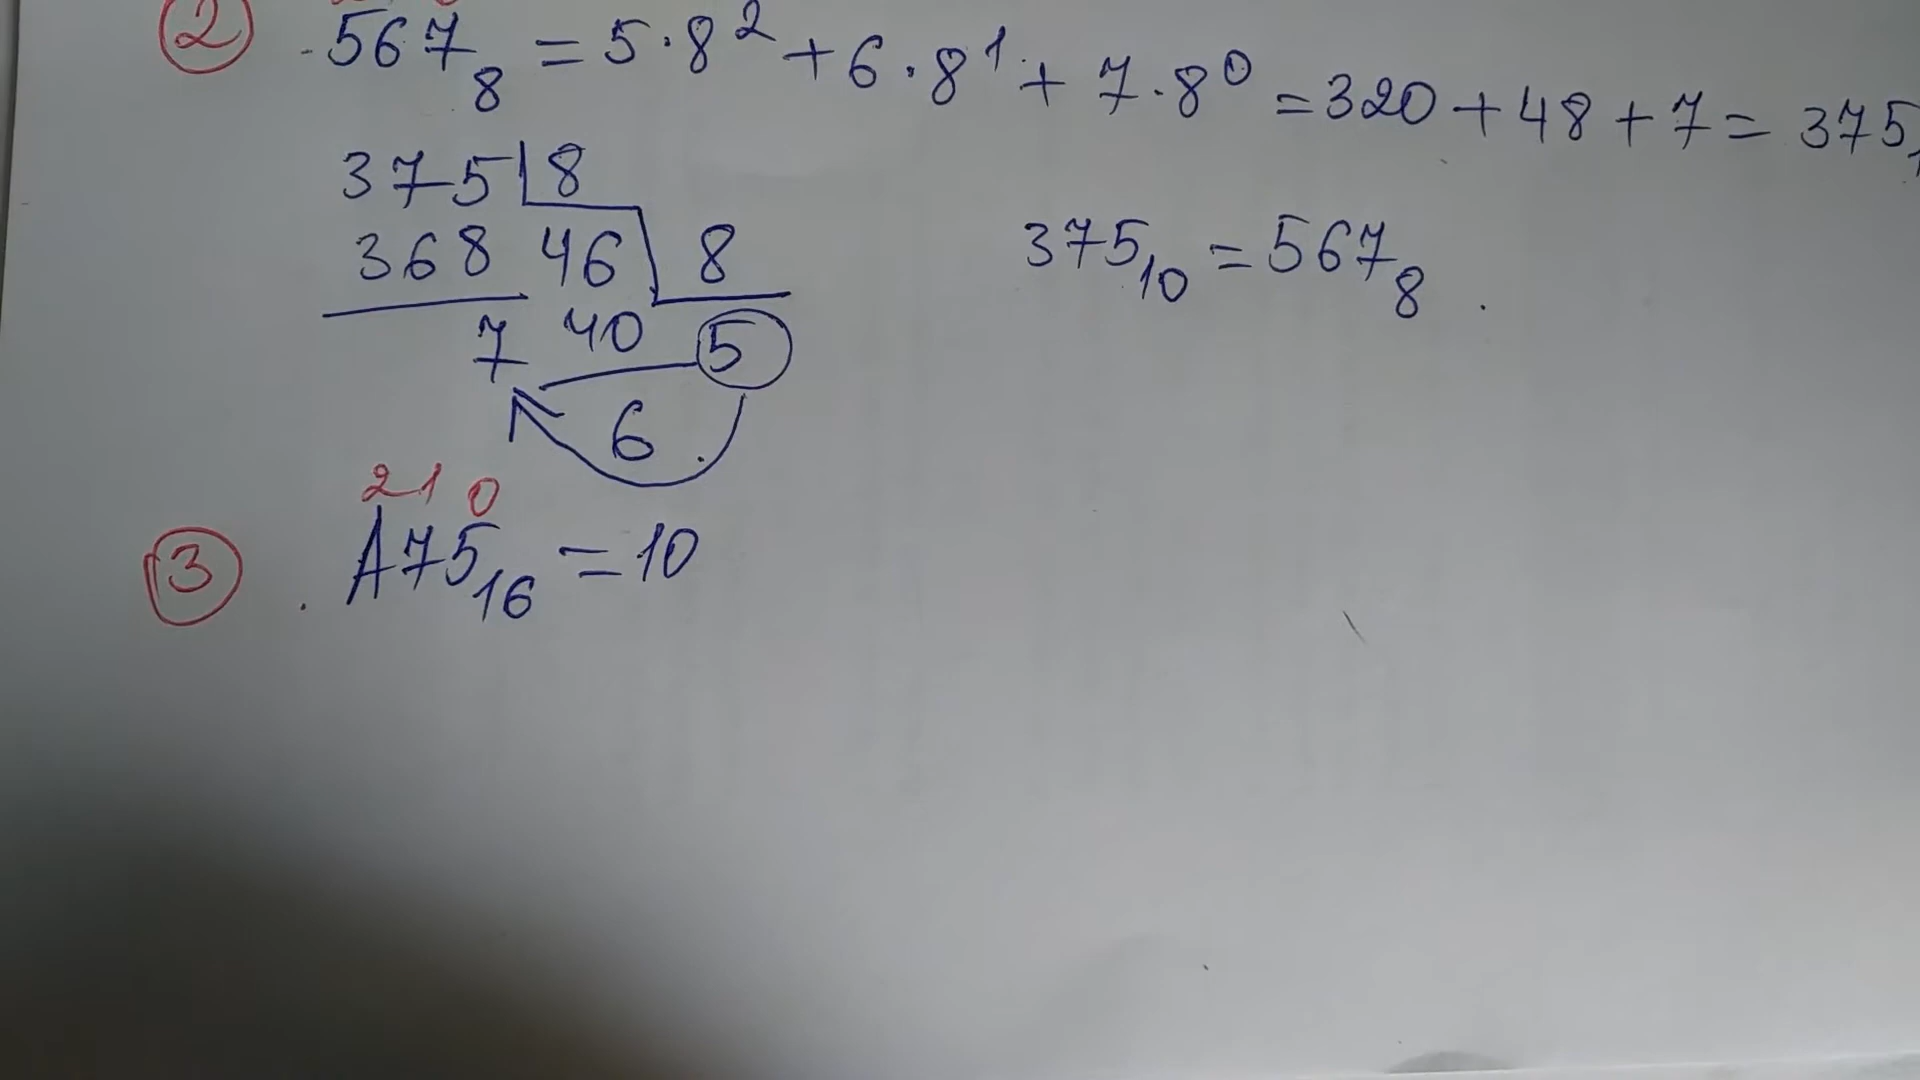 ② 567₈ = 5·8² + 6·8¹ + 7·8⁰ = 320 + 48 + 7 = 375
375 | 8
368 46 | 8
7 40 5
6
375₁₀ = 567₈.
2 1 0
③ A75₁₆ = 10